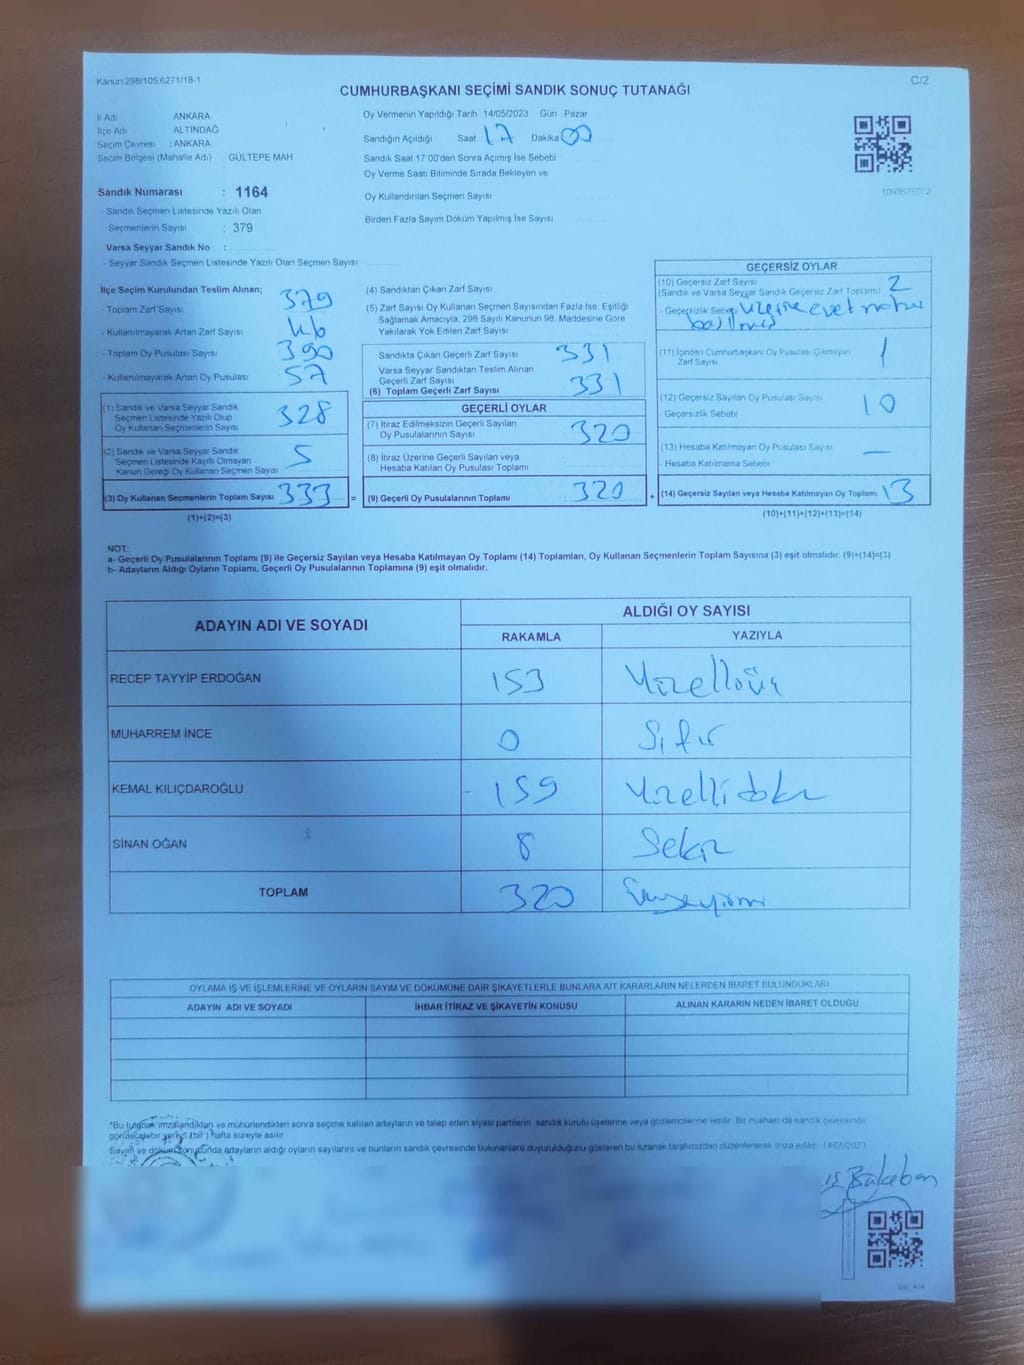 Kanun:298/105,6271/18-1
C/2
CUMHURBAŞKANI SEÇİMİ SANDIK SONUÇ TUTANAĞI
İl Adı ANKARA
İlçe Adı ALTINDAĞ
Seçim Çevresi : ANKARA
Seçim Bölgesi (Mahalle Adı) GÜLTEPE MAH
Sandık Numarası : 1164
- Sandık Seçmen Listesinde Yazılı Olan
Seçmenlerin Sayısı : 379
Varsa Seyyar Sandık No :
- Seyyar Sandık Seçmen Listesinde Yazılı Olan Seçmen Sayısı
Oy Vermenin Yapıldığı Tarih :14/05/2023 Gün : Pazar
Sandığın Açıldığı Saat 17 Dakika 00
Sandık Saat 17:00'den Sonra Açılmış İse Sebebi
Oy Verme Saati Bitiminde Sırada Bekleyen ve
Oy Kullandırılan Seçmen Sayısı
Birden Fazla Sayım Döküm Yapılmış İse Sayısı
İlçe Seçim Kurulundan Teslim Alınan;
- Toplam Zarf Sayısı 379
- Kullanılmayarak Artan Zarf Sayısı 46
- Toplam Oy Pusulası Sayısı 390
- Kullanılmayarak Artan Oy Pusulası 57
(1) Sandık ve Varsa Seyyar Sandık
Seçmen Listesinde Yazılı Olup
Oy Kullanan Seçmenlerin Sayısı 328
(2) Sandık ve Varsa Seyyar Sandık
Seçmen Listesinde Kayıtlı Olmayan
Kanun Gereği Oy Kullanan Seçmen Sayısı 5
(3) Oy Kullanan Seçmenlerin Toplam Sayısı 333 =
(1)+(2)=(3)
(4) Sandıktan Çıkan Zarf Sayısı
(5) Zarf Sayısı Oy Kullanan Seçmen Sayısından Fazla İse, Eşitliği
Sağlamak Amacıyla, 298 Sayılı Kanunun 98. Maddesine Göre
Yakılarak Yok Edilen Zarf Sayısı
Sandıkta Çıkan Geçerli Zarf Sayısı 331
Varsa Seyyar Sandıktan Teslim Alınan
Geçerli Zarf Sayısı
(6) Toplam Geçerli Zarf Sayısı 331
GEÇERLİ OYLAR
(7) İtiraz Edilmeksizin Geçerli Sayılan
Oy Pusulalarının Sayısı 320
(8) İtiraz Üzerine Geçerli Sayılan veya
Hesaba Katılan Oy Pusulası Toplamı
(9) Geçerli Oy Pusulalarının Toplamı : 320 +
GEÇERSİZ OYLAR
(10) Geçersiz Zarf Sayısı
(Sandık ve Varsa Seyyar Sandık Geçersiz Zarf Toplamı) 2
- Geçersizlik Sebebi üzerine evet mührü
basılmış
(11) İçinden Cumhurbaşkanı Oy Pusulası Çıkmayan
Zarf Sayısı 1
(12) Geçersiz Sayılan Oy Pusulası Sayısı 10
- Geçersizlik Sebebi
(13) Hesaba Katılmayan Oy Pusulası Sayısı —
- Hesaba Katılmama Sebebi
(14) Geçersiz Sayılan veya Hesaba Katılmayan Oy Toplamı 13
(10)+(11)+(12)+(13)=(14)
NOT:
a- Geçerli Oy Pusulalarının Toplamı (9) ile Geçersiz Sayılan veya Hesaba Katılmayan Oy Toplamı (14) Toplamları, Oy Kullanan Seçmenlerin Toplam Sayısına (3) eşit olmalıdır. (9)+(14)=(3)
b- Adayların Aldığı Oyların Toplamı, Geçerli Oy Pusulalarının Toplamına (9) eşit olmalıdır.
ADAYIN ADI VE SOYADI
ALDIĞI OY SAYISI
RAKAMLA YAZIYLA
RECEP TAYYİP ERDOĞAN 153 Yüzelliüç
MUHARREM İNCE 0 Sıfır
KEMAL KILIÇDAROĞLU 159 Yüzellidokuz
SİNAN OĞAN 8 Sekiz
TOPLAM 320 Üçyüzyirmi
OYLAMA İŞ VE İŞLEMLERİNE VE OYLARIN SAYIM VE DÖKÜMÜNE DAİR ŞİKAYETLERLE BUNLARA AİT KARARLARIN NELERDEN İBARET BULUNDUKLARI
ADAYIN ADI VE SOYADI İHBAR İTİRAZ VE ŞİKAYETİN KONUSU ALINAN KARARIN NEDEN İBARET OLDUĞU
*Bu tutanak imzalandıktan ve mühürlendikten sonra seçime katılan adayların ve talep eden siyasi partilerin sandık kurulu üyelerine veya gözlemcilerine verilir. Bir nüshası da sandık çevresinde
görülecek bir yere (bir) hafta süreyle asılır
Sayım ve döküm sonucunda adayların aldığı oyların sayılarını ve bunların sandık çevresinde bulunanlara duyurulduğunu gösteren bu tutanak tarafımızdan düzenlenerek imza edildi. 14/05/2023